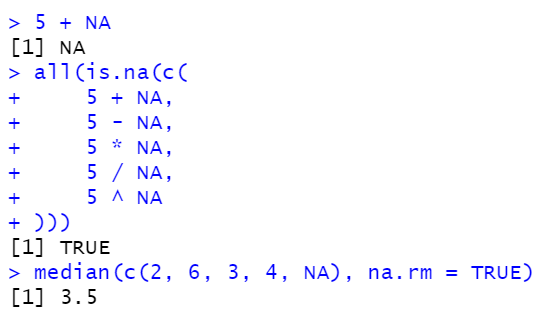 > 5 + NA
[1] NA
> all(is.na(c(
+     5 + NA,
+     5 - NA,
+     5 * NA,
+     5 / NA,
+     5 ^ NA
+ )))
[1] TRUE
> median(c(2, 6, 3, 4, NA), na.rm = TRUE)
[1] 3.5